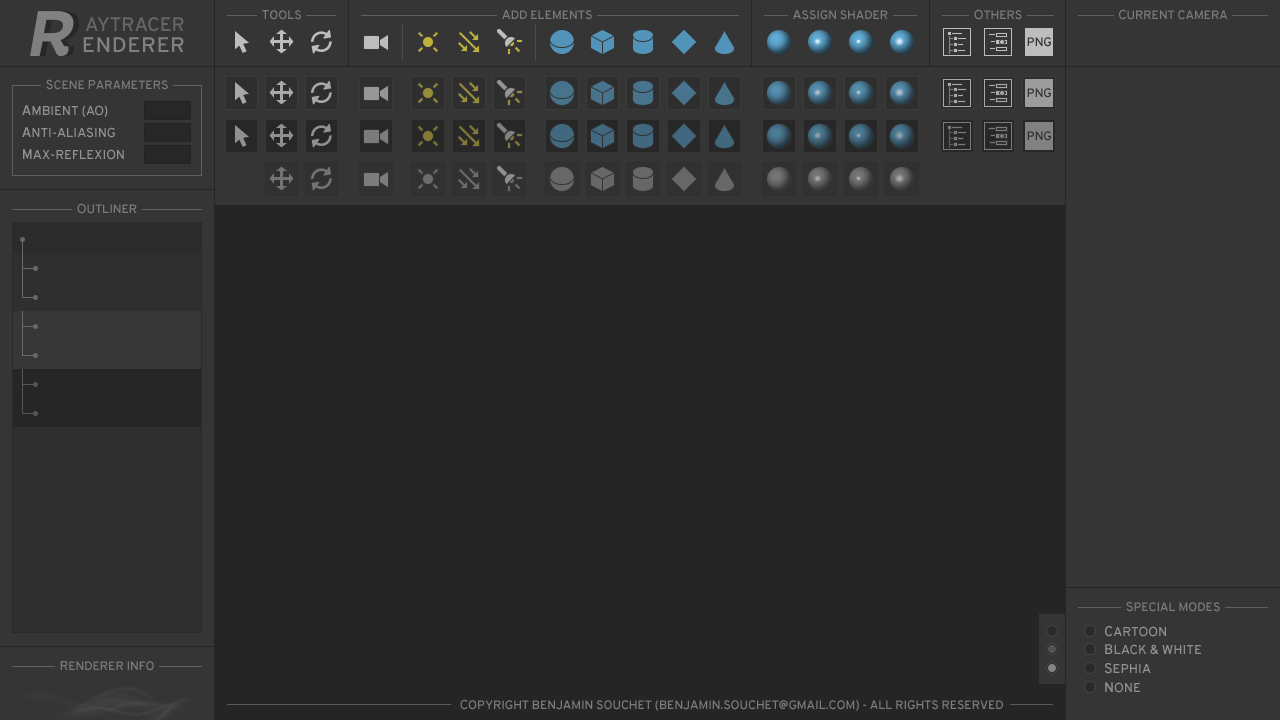 RAYTRACER
RENDERER
TOOLS
ADD ELEMENTS
ASSIGN SHADER
OTHERS
CURRENT CAMERA
PNG
SCENE PARAMETERS
AMBIENT (AO)
ANTI-ALIASING
MAX-REFLEXION
PNG
PNG
OUTLINER
RENDERER INFO
SPECIAL MODES
CARTOON
BLACK & WHITE
SEPHIA
NONE
COPYRIGHT BENJAMIN SOUCHET (BENJAMIN.SOUCHET@GMAIL.COM) - ALL RIGHTS RESERVED